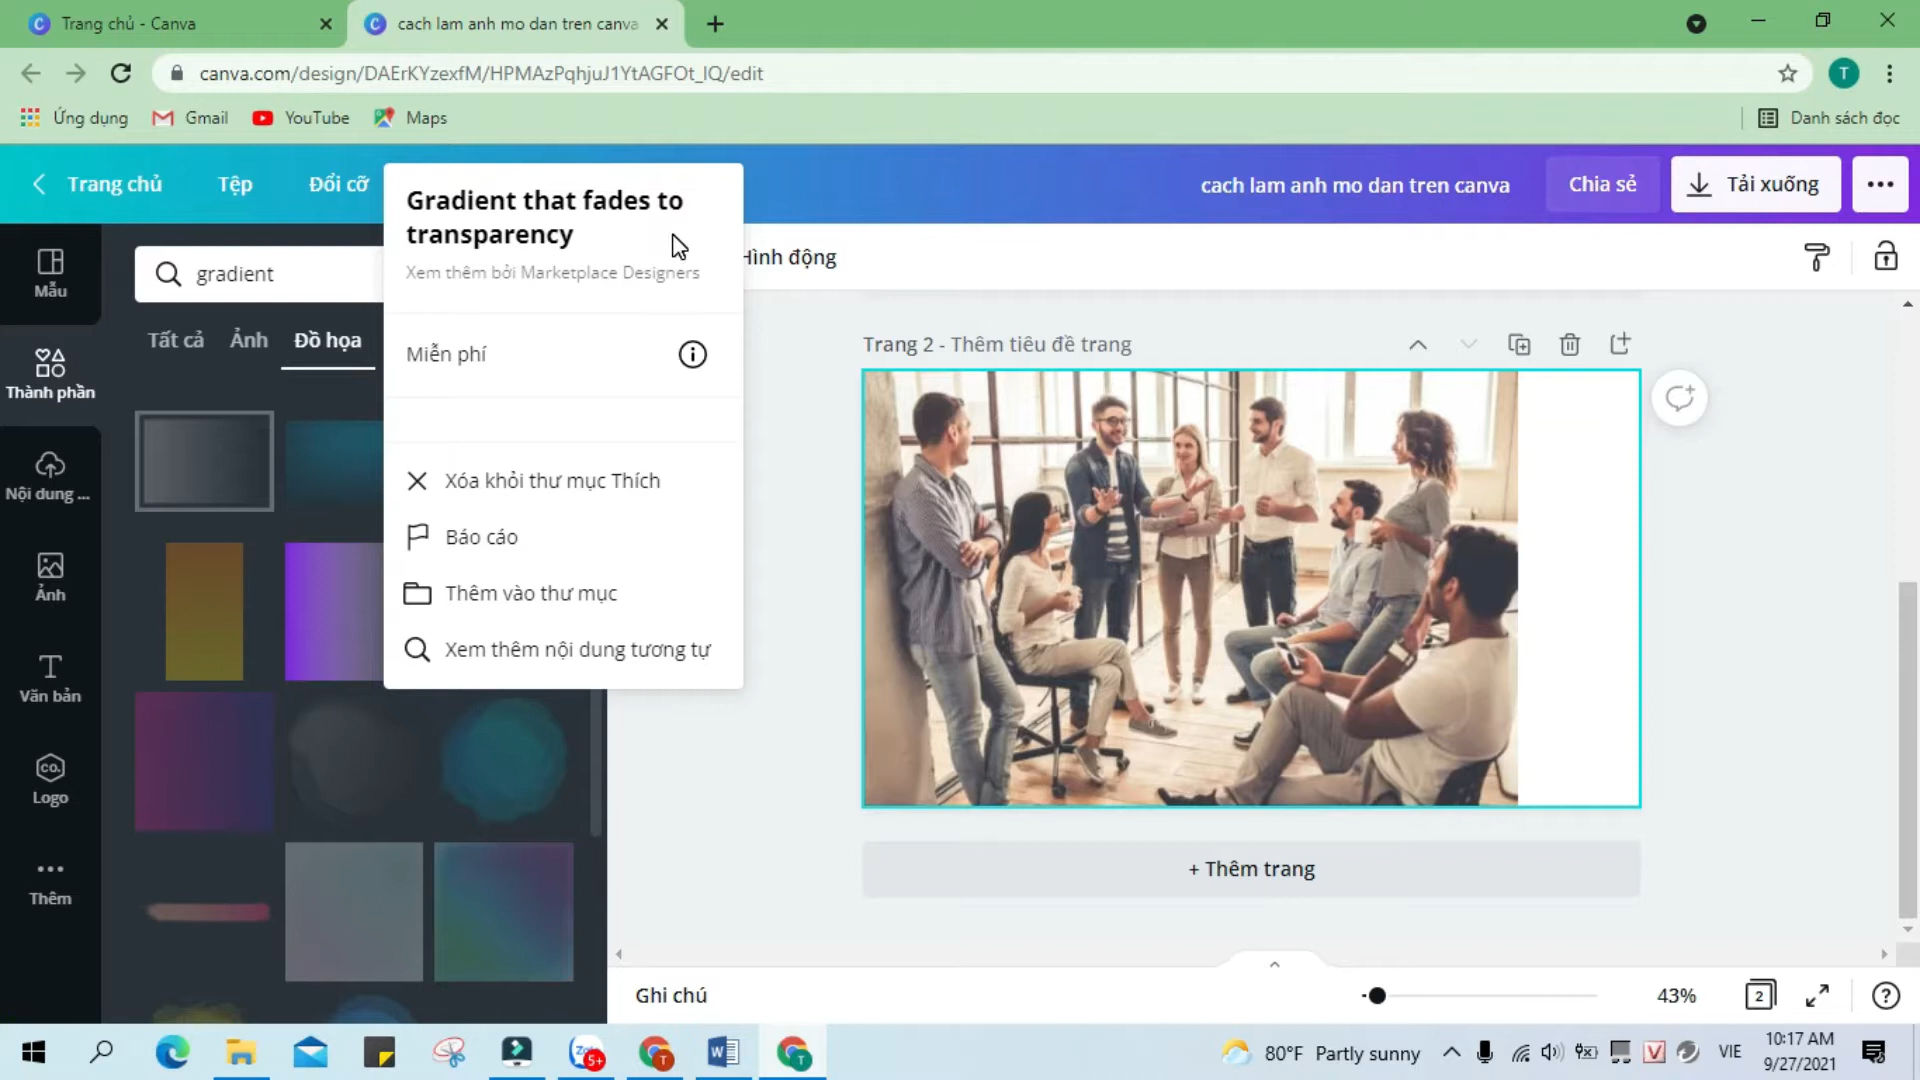 Trang chủ - Canva
cach lam anh mo dan tren canva
canva.com/design/DAErKYzexfM/HPMAzPqhjuJ1YtAGFOt_IQ/edit
T
Ứng dụng
Gmail
YouTube
Maps
Danh sách đọc
Trang chủ
Tệp
Đổi cỡ
cach lam anh mo dan tren canva
Chia sẻ
Tải xuống
Gradient that fades to
transparency
Xem thêm bởi Marketplace Designers
Miễn phí
Xóa khỏi thư mục Thích
Báo cáo
Thêm vào thư mục
Xem thêm nội dung tương tự
Mẫu
Thành phần
Nội dung ...
Ảnh
Văn bản
CO.
Logo
Thêm
gradient
Tất cả
Ảnh
Đồ họa
Hình động
Trang 2 - Thêm tiêu đề trang
+ Thêm trang
Ghi chú
43%
2
80°F Partly sunny
VIE
10:17 AM
9/27/2021